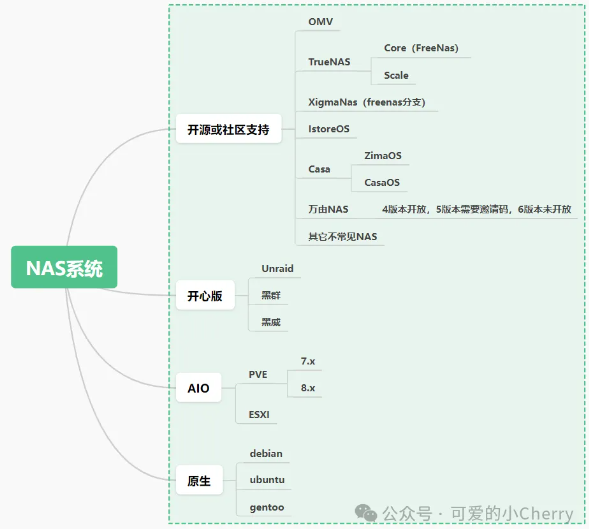 NAS系统
开源或社区支持
OMV
TrueNAS
Core（FreeNas）
Scale
XigmaNas（freenas分支）
IstoreOS
Casa
ZimaOS
CasaOS
万由NAS
4版本开放，5版本需要邀请码，6版本未开放
其它不常见NAS
开心版
Unraid
黑群
黑威
AIO
PVE
7.x
8.x
ESXI
原生
debian
ubuntu
gentoo
公众号 · 可爱的小Cherry